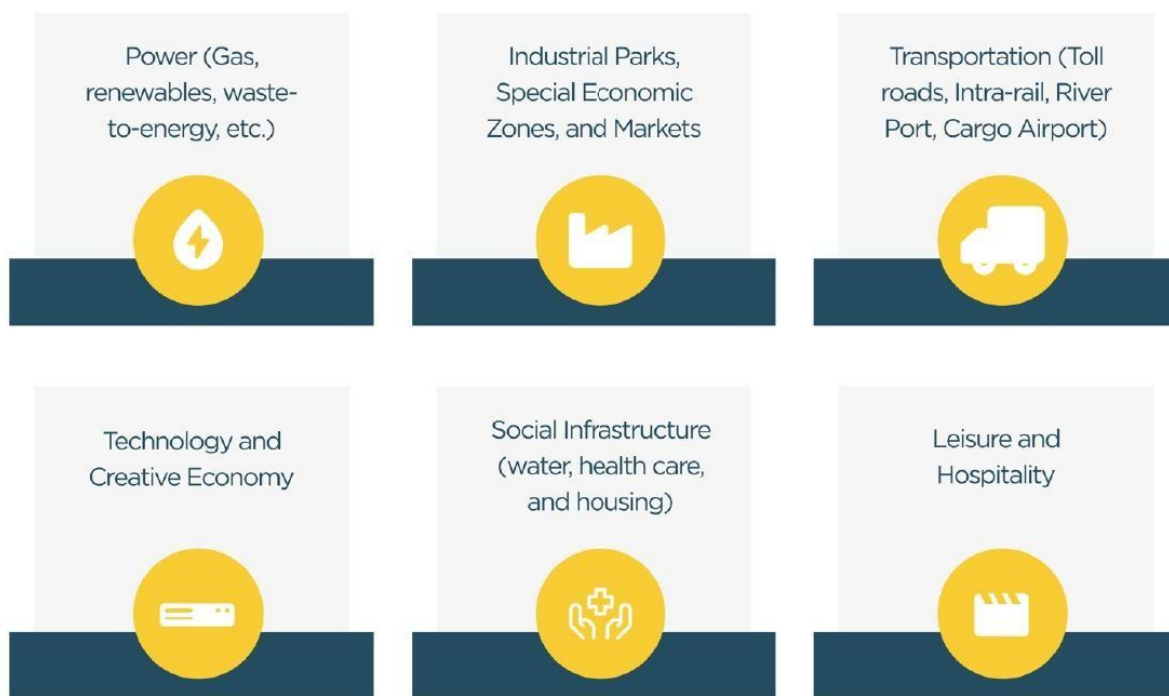 Power (Gas,
renewables, waste-
to-energy, etc.)
Industrial Parks,
Special Economic
Zones, and Markets
Transportation (Toll
roads, Intra-rail, River
Port, Cargo Airport)
Technology and
Creative Economy
Social Infrastructure
(water, health care,
and housing)
Leisure and
Hospitality